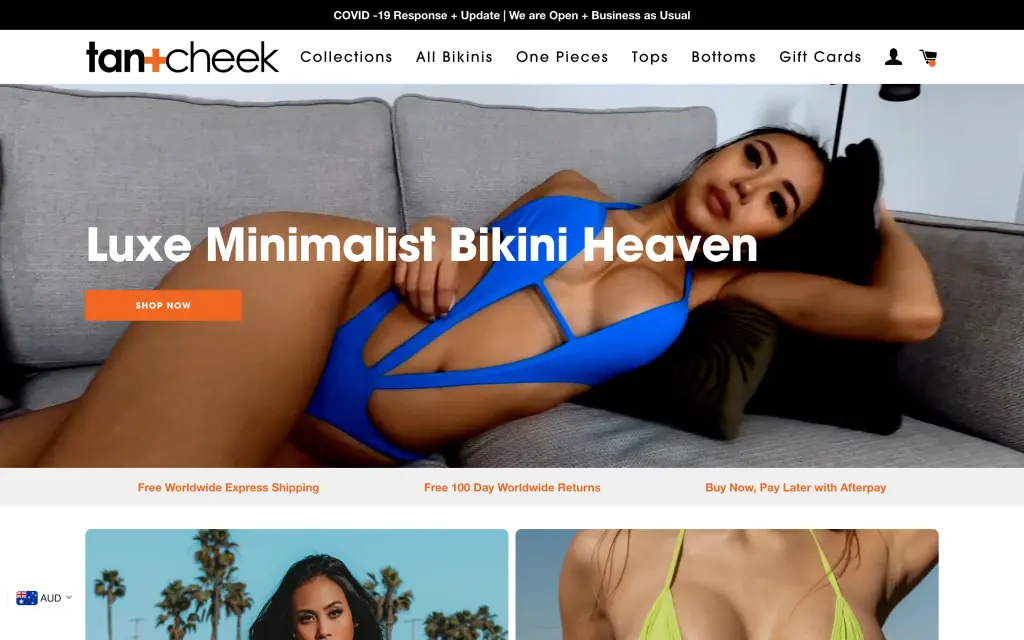 COVID -19 Response + Update | We are Open + Business as Usual
tan+cheek
Collections
All Bikinis
One Pieces
Tops
Bottoms
Gift Cards
Luxe Minimalist Bikini Heaven
SHOP NOW
Free Worldwide Express Shipping
Free 100 Day Worldwide Returns
Buy Now, Pay Later with Afterpay
AUD